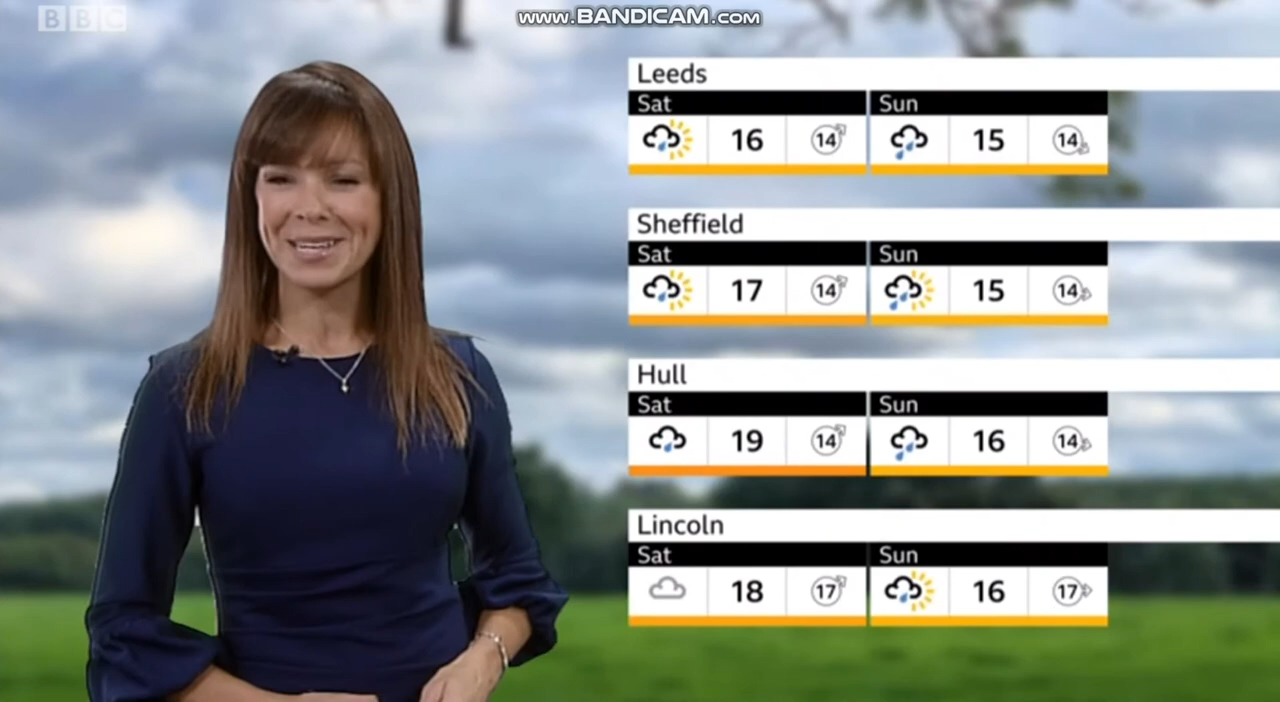 BBC
www.BANDICAM.com
Leeds
Sat Sun
16 14 15 14
Sheffield
Sat Sun
17 14 15 14
Hull
Sat Sun
19 14 16 14
Lincoln
Sat Sun
18 17 16 17